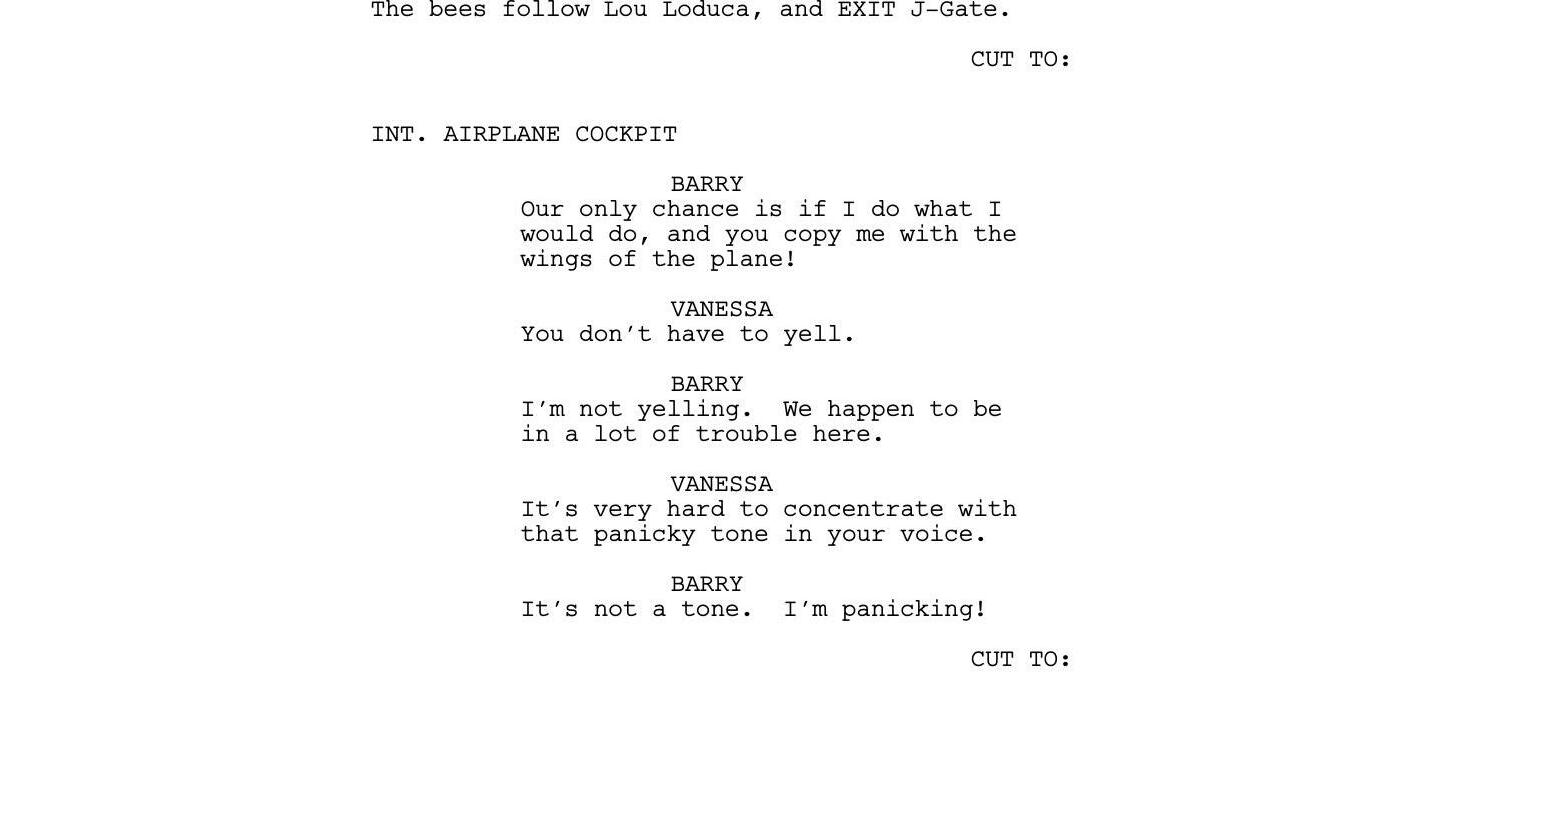 The bees follow Lou Loduca, and EXIT J-Gate.
CUT TO:
INT. AIRPLANE COCKPIT
BARRY
Our only chance is if I do what I
would do, and you copy me with the
wings of the plane!
VANESSA
You don't have to yell.
BARRY
I'm not yelling.  We happen to be
in a lot of trouble here.
VANESSA
It's very hard to concentrate with
that panicky tone in your voice.
BARRY
It's not a tone.  I'm panicking!
CUT TO: